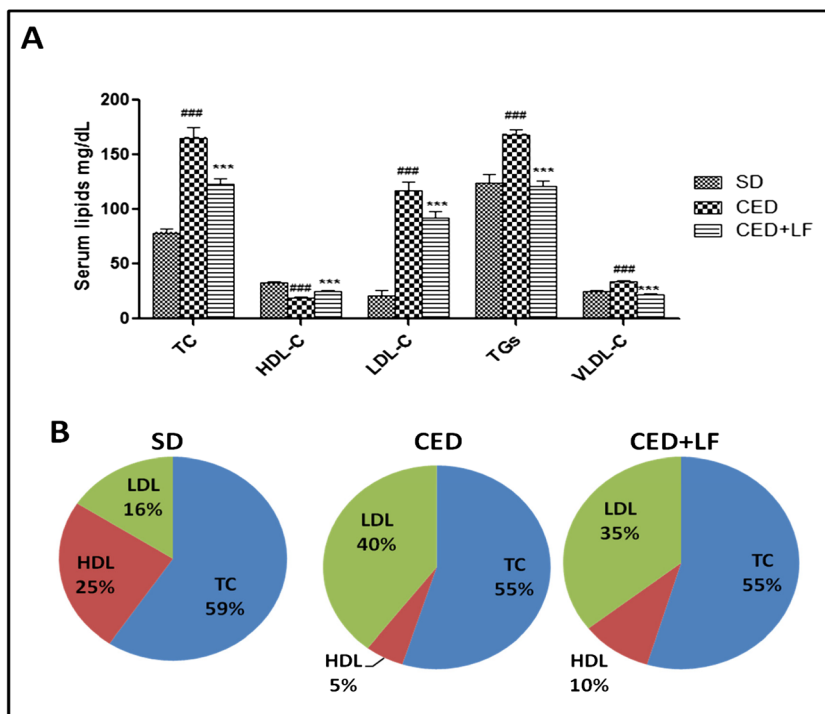 A
Serum lipids mg/dL
200
150
100
50
0
###
***
###
***
###
***
###
***
###
***
TC
HDL-C
LDL-C
TGs
VLDL-C
SD
CED
CED+LF
B
SD
CED
CED+LF
LDL
16%
HDL
25%
TC
59%
LDL
40%
TC
55%
HDL
5%
LDL
35%
TC
55%
HDL
10%